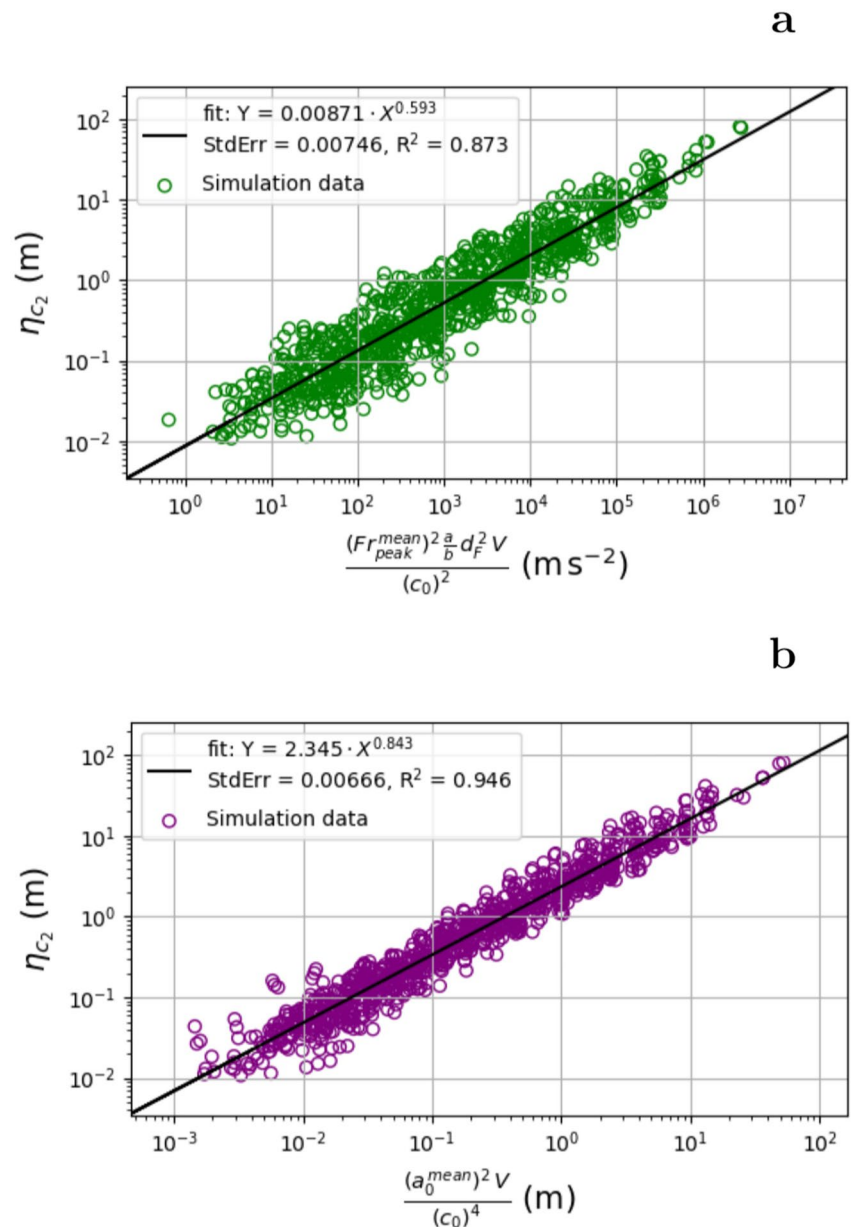 a
fit: Y = 0.00871 · X^0.593
StdErr = 0.00746, R² = 0.873
Simulation data
10²
10¹
10⁰
10⁻¹
10⁻²
η_c₂ (m)
10⁰ 10¹ 10² 10³ 10⁴ 10⁵ 10⁶ 10⁷
(Fr_peak^mean)² a/b d_F² V / (c₀)² (m s⁻²)
b
fit: Y = 2.345 · X^0.843
StdErr = 0.00666, R² = 0.946
Simulation data
10²
10¹
10⁰
10⁻¹
10⁻²
η_c₂ (m)
10⁻³ 10⁻² 10⁻¹ 10⁰ 10¹ 10²
(a₀^mean)² V / (c₀)⁴ (m)